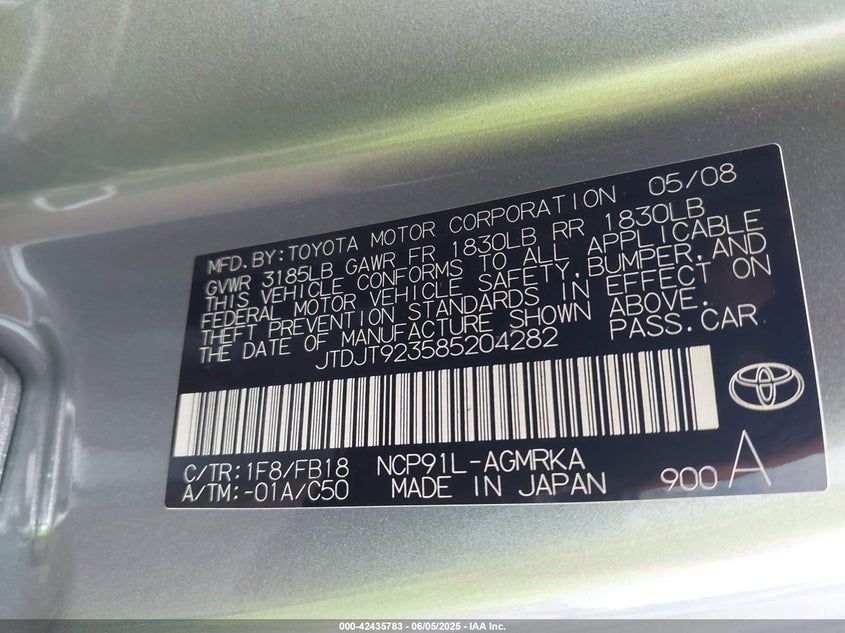 MFD.BY:TOYOTA MOTOR CORPORATION 05/08
GVWR 3185LB GAWR FR 1830LB RR 1830LB
THIS VEHICLE CONFORMS TO ALL APPLICABLE
FEDERAL MOTOR VEHICLE SAFETY,BUMPER,AND
THEFT PREVENTION STANDARDS IN EFFECT ON
THE DATE OF MANUFACTURE SHOWN ABOVE.
JTDJT923585204282 PASS.CAR
C/TR:1F8/FB18 NCP91L-AGMRKA
A/TM:-01A/C50 MADE IN JAPAN 900 A
000-42435783 - 06/05/2025 - IAA Inc.